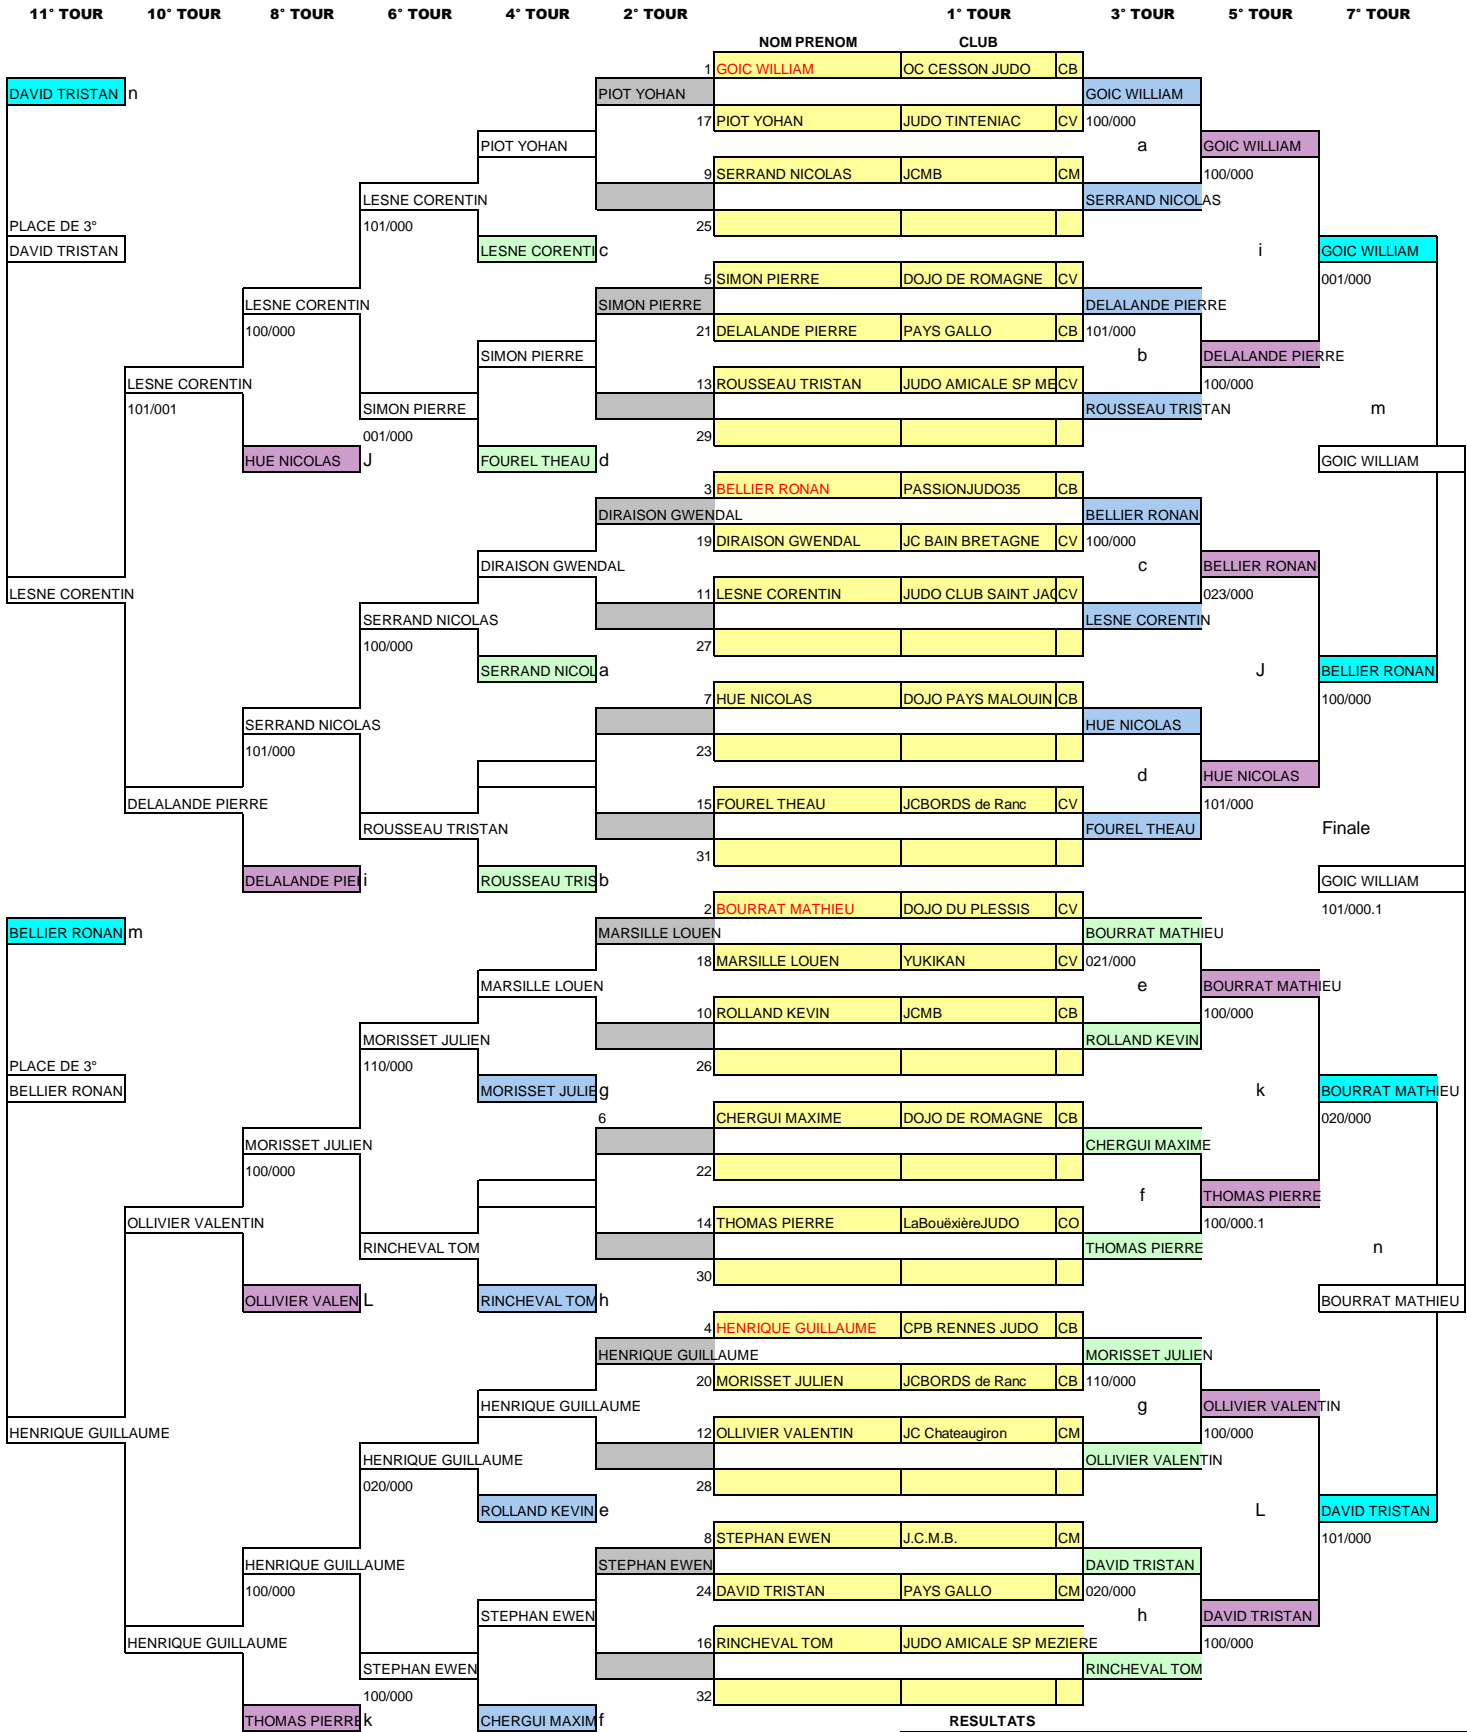 11° TOUR 10° TOUR 8° TOUR 6° TOUR 4° TOUR 2° TOUR 1° TOUR 3° TOUR 5° TOUR 7° TOUR
NOM PRENOM CLUB
1 GOIC WILLIAM OC CESSON JUDO CB
DAVID TRISTAN n PIOT YOHAN GOIC WILLIAM
17 PIOT YOHAN JUDO TINTENIAC CV 100/000
PIOT YOHAN a GOIC WILLIAM
9 SERRAND NICOLAS JCMB CM 100/000
LESNE CORENTIN SERRAND NICOLAS
PLACE DE 3° 101/000 25
DAVID TRISTAN LESNE CORENTI c i GOIC WILLIAM
5 SIMON PIERRE DOJO DE ROMAGNE CV 001/000
LESNE CORENTIN SIMON PIERRE DELALANDE PIERRE
100/000 21 DELALANDE PIERRE PAYS GALLO CB 101/000
SIMON PIERRE b DELALANDE PIERRE
LESNE CORENTIN 13 ROUSSEAU TRISTAN JUDO AMICALE SP ME CV 100/000
101/001 SIMON PIERRE ROUSSEAU TRISTAN m
001/000 29
HUE NICOLAS J FOUREL THEAU d GOIC WILLIAM
3 BELLIER RONAN PASSIONJUDO35 CB
DIRAISON GWENDAL BELLIER RONAN
19 DIRAISON GWENDAL JC BAIN BRETAGNE CV 100/000
DIRAISON GWENDAL c BELLIER RONAN
LESNE CORENTIN 11 LESNE CORENTIN JUDO CLUB SAINT JAC CV 023/000
SERRAND NICOLAS LESNE CORENTIN
100/000 27
SERRAND NICOL a J BELLIER RONAN
7 HUE NICOLAS DOJO PAYS MALOUIN CB 100/000
SERRAND NICOLAS HUE NICOLAS
101/000 23
d HUE NICOLAS
DELALANDE PIERRE 15 FOUREL THEAU JCBORDS de Ranc CV 101/000
ROUSSEAU TRISTAN FOUREL THEAU Finale
31
DELALANDE PIE i ROUSSEAU TRIS b GOIC WILLIAM
2 BOURRAT MATHIEU DOJO DU PLESSIS CV 101/000.1
BELLIER RONAN m MARSILLE LOUEN BOURRAT MATHIEU
18 MARSILLE LOUEN YUKIKAN CV 021/000
MARSILLE LOUEN e BOURRAT MATHIEU
10 ROLLAND KEVIN JCMB CB 100/000
MORISSET JULIEN ROLLAND KEVIN
PLACE DE 3° 110/000 26
BELLIER RONAN MORISSET JULIE g k BOURRAT MATHIEU
6 CHERGUI MAXIME DOJO DE ROMAGNE CB 020/000
MORISSET JULIEN CHERGUI MAXIME
100/000 22
f THOMAS PIERRE
OLLIVIER VALENTIN 14 THOMAS PIERRE LaBouëxièreJUDO CO 100/000.1
RINCHEVAL TOM THOMAS PIERRE n
30
OLLIVIER VALEN L RINCHEVAL TOM h BOURRAT MATHIEU
4 HENRIQUE GUILLAUME CPB RENNES JUDO CB
HENRIQUE GUILLAUME MORISSET JULIEN
20 MORISSET JULIEN JCBORDS de Ranc CB 110/000
HENRIQUE GUILLAUME g OLLIVIER VALENTIN
HENRIQUE GUILLAUME 12 OLLIVIER VALENTIN JC Chateaugiron CM 100/000
HENRIQUE GUILLAUME OLLIVIER VALENTIN
020/000 28
ROLLAND KEVIN e L DAVID TRISTAN
8 STEPHAN EWEN J.C.M.B. CM 101/000
HENRIQUE GUILLAUME STEPHAN EWEN DAVID TRISTAN
100/000 24 DAVID TRISTAN PAYS GALLO CM 020/000
STEPHAN EWEN h DAVID TRISTAN
HENRIQUE GUILLAUME 16 RINCHEVAL TOM JUDO AMICALE SP MEZIERE 100/000
STEPHAN EWEN RINCHEVAL TOM
100/000 32
THOMAS PIERRE k CHERGUI MAXIM f RESULTATS